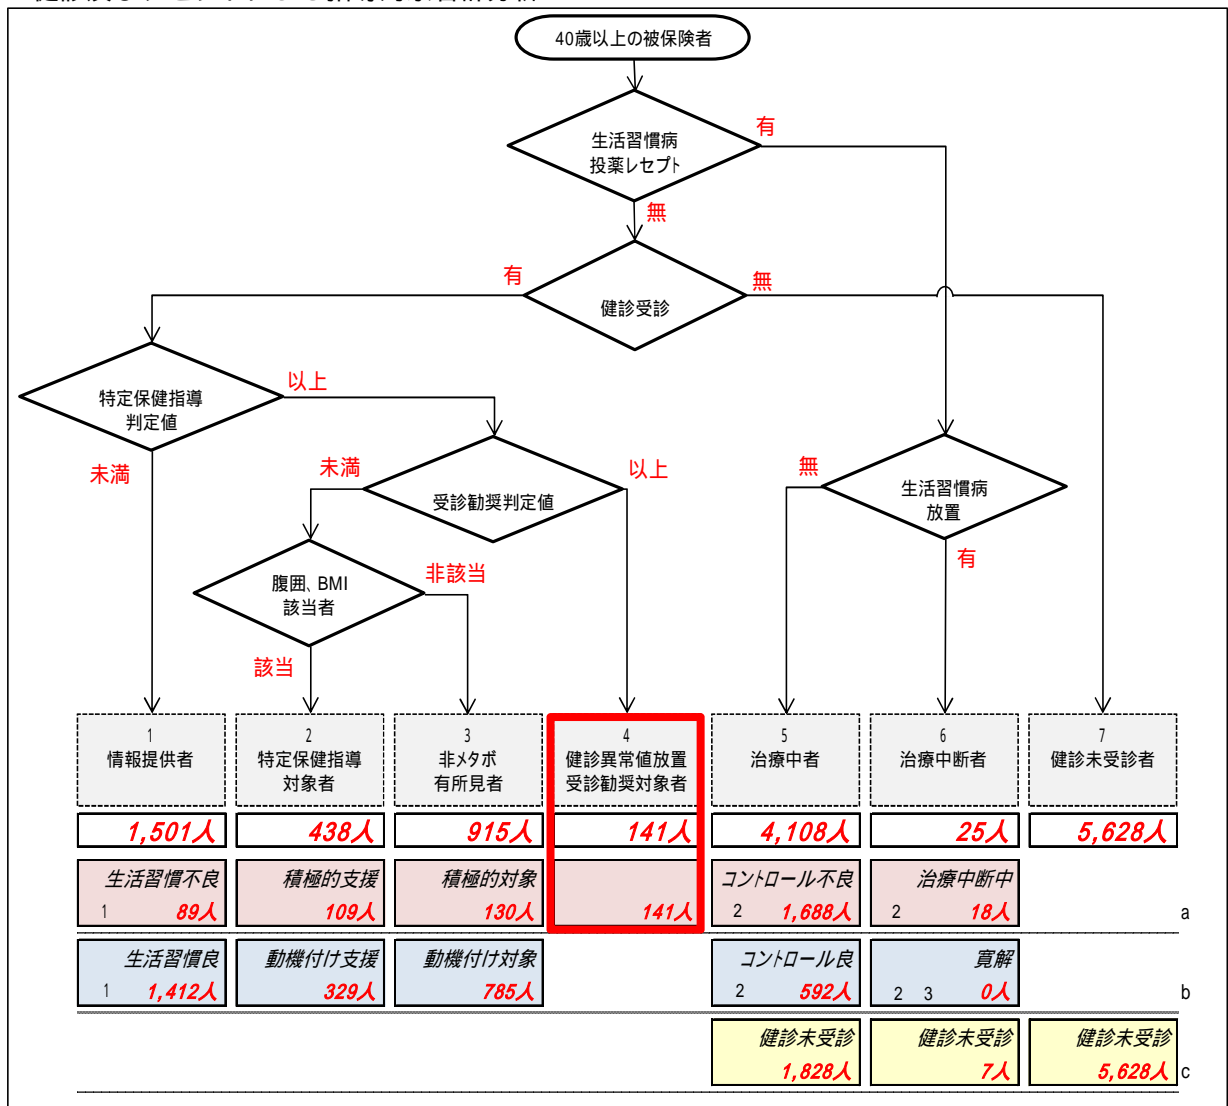 40歳以上の被保険者
生活習慣病
投薬レセプト
有
無
健診受診
有
無
特定保健指導
判定値
以上
未満
受診勧奨判定値
未満
以上
生活習慣病
放置
無
有
腹囲、BMI
該当者
非該当
該当
1
情報提供者
2
特定保健指導
対象者
3
非メタボ
有所見者
4
健診異常値放置
受診勧奨対象者
5
治療中者
6
治療中断者
7
健診未受診者
1,501人
438人
915人
141人
4,108人
25人
5,628人
生活習慣不良
1 89人
積極的支援
109人
積極的対象
130人
141人
コントロール不良
2 1,688人
治療中断中
2 18人
a
生活習慣良
1 1,412人
動機付け支援
329人
動機付け対象
785人
コントロール良
2 592人
寛解
2 3 0人
b
健診未受診
1,828人
健診未受診
7人
健診未受診
5,628人
c